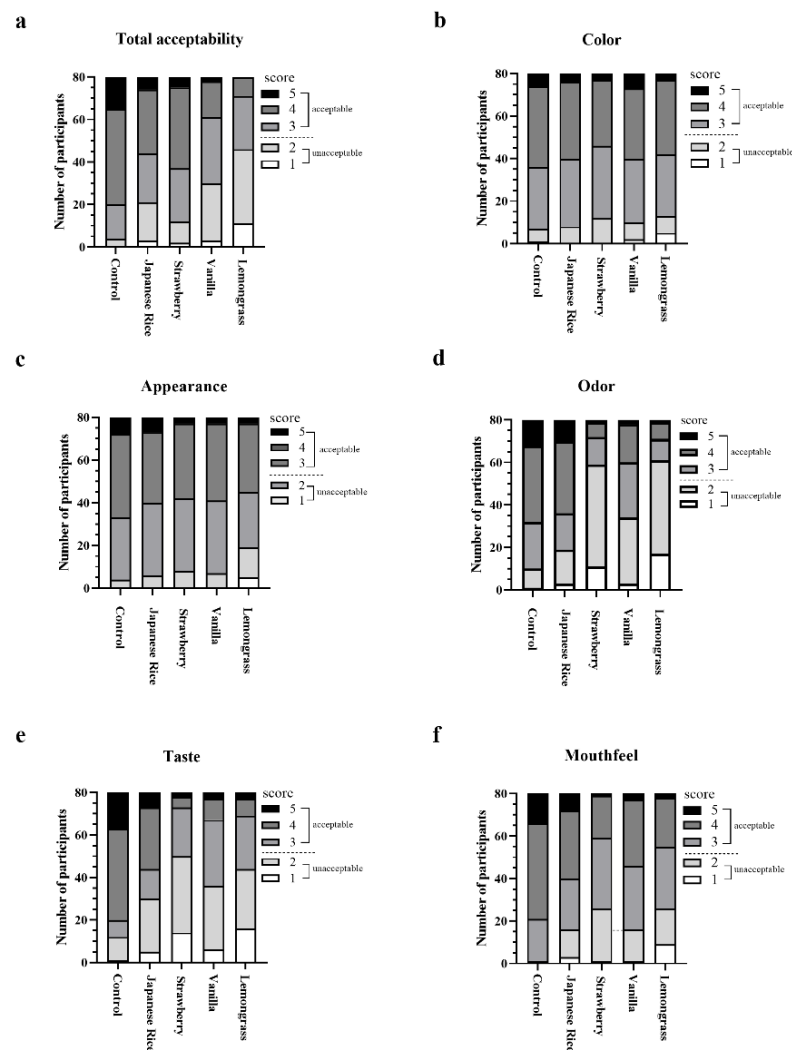 a
Total acceptability
Number of participants
80
60
40
20
0
Control
Japanese Rice
Strawberry
Vanilla
Lemongrass
score
5
4
3
2
1
acceptable
unacceptable
b
Color
Number of participants
80
60
40
20
0
Control
Japanese Rice
Strawberry
Vanilla
Lemongrass
score
5
4
3
2
1
acceptable
unacceptable
c
Appearance
Number of participants
80
60
40
20
0
Control
Japanese Rice
Strawberry
Vanilla
Lemongrass
score
5
4
3
2
1
acceptable
unacceptable
d
Odor
Number of participants
80
60
40
20
0
Control
Japanese Rice
Strawberry
Vanilla
Lemongrass
score
5
4
3
2
1
acceptable
unacceptable
e
Taste
Number of participants
80
60
40
20
0
Control
Japanese Rice
Strawberry
Vanilla
Lemongrass
score
5
4
3
2
1
acceptable
unacceptable
f
Mouthfeel
Number of participants
80
60
40
20
0
Control
Japanese Rice
Strawberry
Vanilla
Lemongrass
score
5
4
3
2
1
acceptable
unacceptable